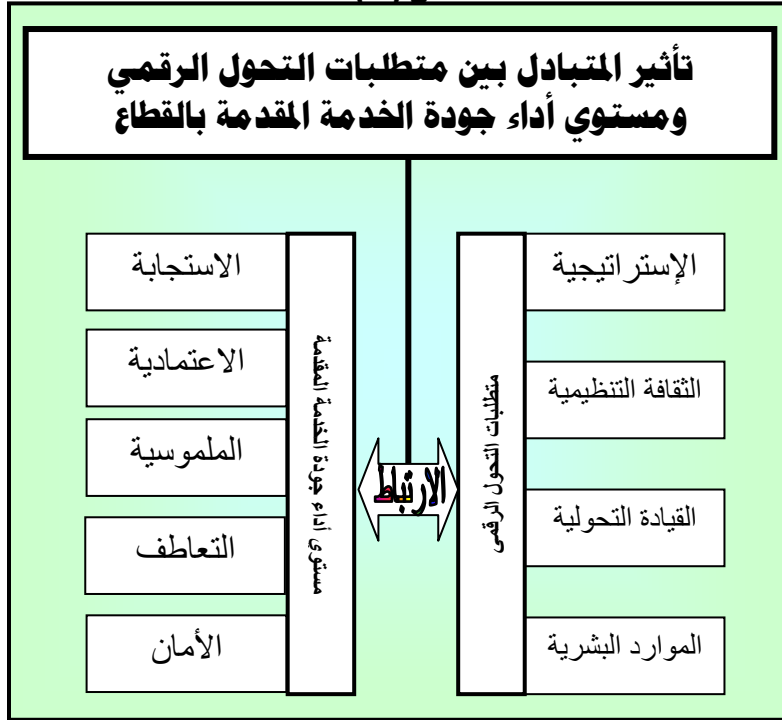 تأثير المتبادل بين متطلبات التحول الرقمي
ومستوي أداء جودة الخدمة المقدمة بالقطاع
الإستراتيجية
الثقافة التنظيمية
القيادة التحولية
الموارد البشرية
متطلبات التحول الرقمى
الارتباط
مستوى أداء جودة الخدمة المقدمة
الاستجابة
الاعتمادية
الملموسية
التعاطف
الأمان